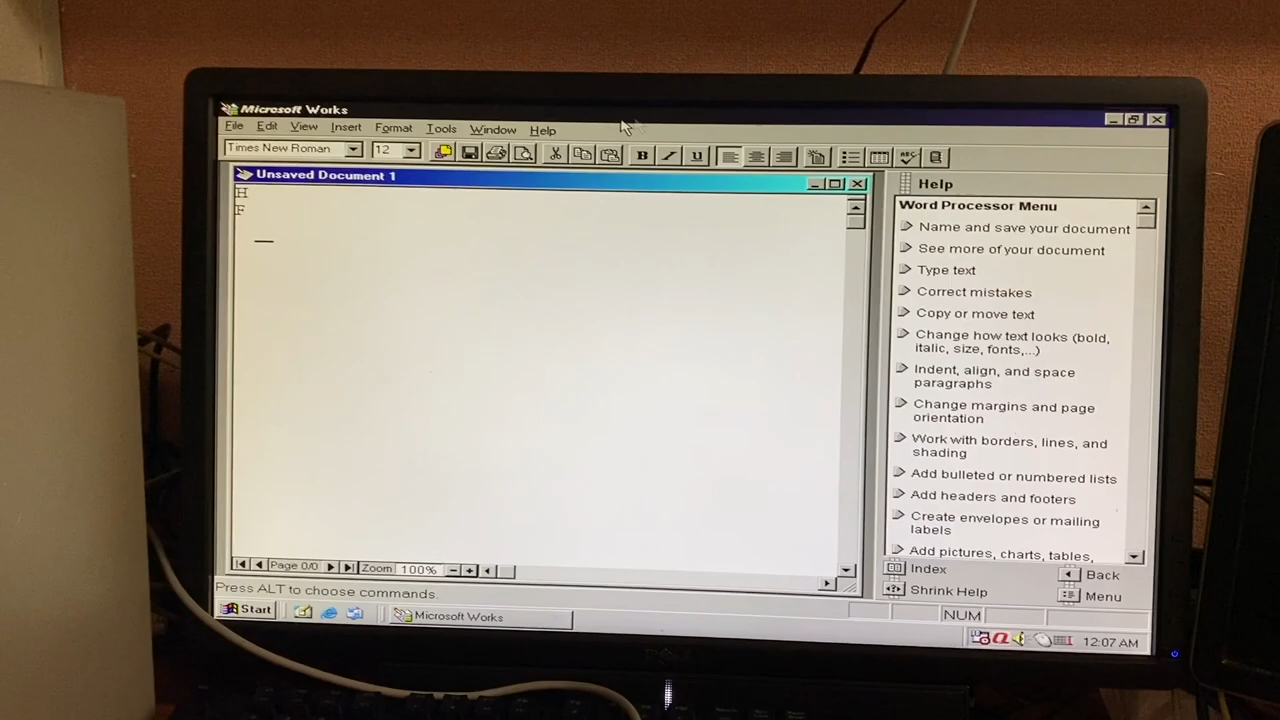 Microsoft Works
File Edit View Insert Format Tools Window Help
Times New Roman 12 B I U ABC
Unsaved Document 1
H
F
Page 0/0 Zoom 100%
Help
Word Processor Menu
Name and save your document
See more of your document
Type text
Correct mistakes
Copy or move text
Change how text looks (bold,
italic, size, fonts,...)
Indent, align, and space
paragraphs
Change margins and page
orientation
Work with borders, lines, and
shading
Add bulleted or numbered lists
Add headers and footers
Create envelopes or mailing
labels
Add pictures, charts, tables,
Index Back
Shrink Help Menu
Press ALT to choose commands.
NUM
Start Microsoft Works 12:07 AM
DELL